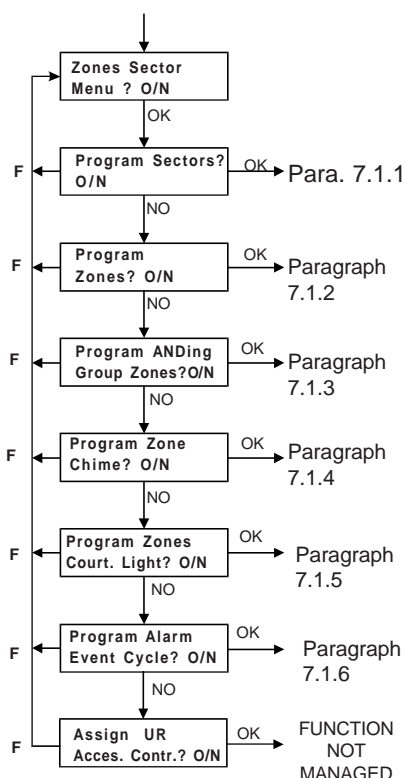 Zones Sector
Menu ? O/N
OK
F
Program Sectors?
O/N
OK
Para. 7.1.1
NO
F
Program
Zones? O/N
OK
Paragraph
7.1.2
NO
F
Program ANDing
Group Zones?O/N
OK
Paragraph
7.1.3
NO
F
Program Zone
Chime? O/N
OK
Paragraph
7.1.4
NO
F
Program Zones
Court. Light? O/N
OK
Paragraph
7.1.5
NO
F
Program Alarm
Event Cycle? O/N
OK
Paragraph
7.1.6
NO
F
Assign UR
Acces. Contr.? O/N
OK
FUNCTION
NOT
MANAGED